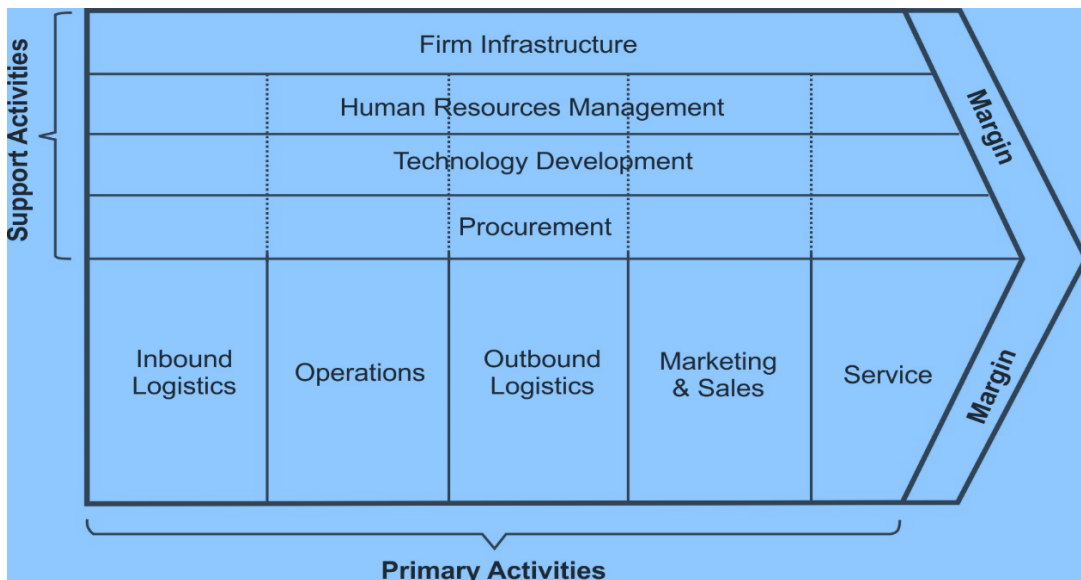 Support Activities
Firm Infrastructure
Human Resources Management
Technology Development
Procurement
Margin
Inbound
Logistics
Operations
Outbound
Logistics
Marketing
& Sales
Service
Margin
Primary Activities